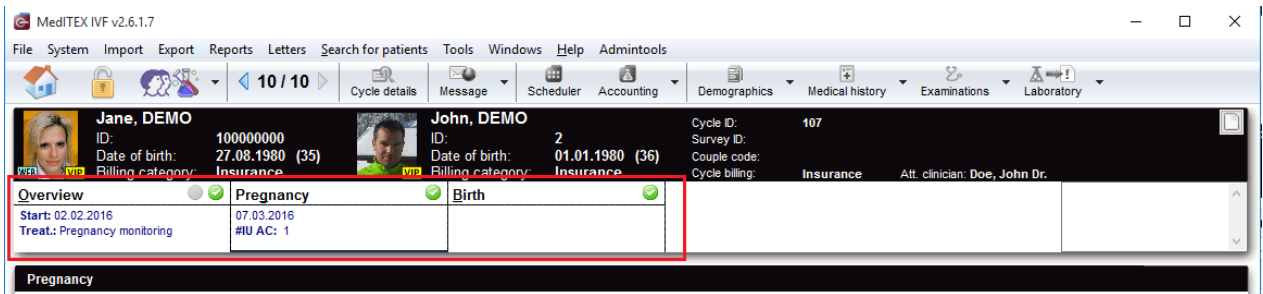 MedITEX IVF v2.6.1.7
File System Import Export Reports Letters Search for patients Tools Windows Help Admintools
10 / 10 Cycle details Message Scheduler Accounting Demographics Medical history Examinations Laboratory
Jane, DEMO
ID: 100000000
Date of birth: 27.08.1980 (35)
Billing category: Insurance
WEB VIP
John, DEMO
ID: 2
Date of birth: 01.01.1980 (36)
Billing category: Insurance
VIP
Cycle ID: 107
Survey ID:
Couple code:
Cycle billing: Insurance Att. clinician: Doe, John Dr.
Overview
Start: 02.02.2016
Treat.: Pregnancy monitoring
Pregnancy
07.03.2016
#IU AC: 1
Birth
Pregnancy